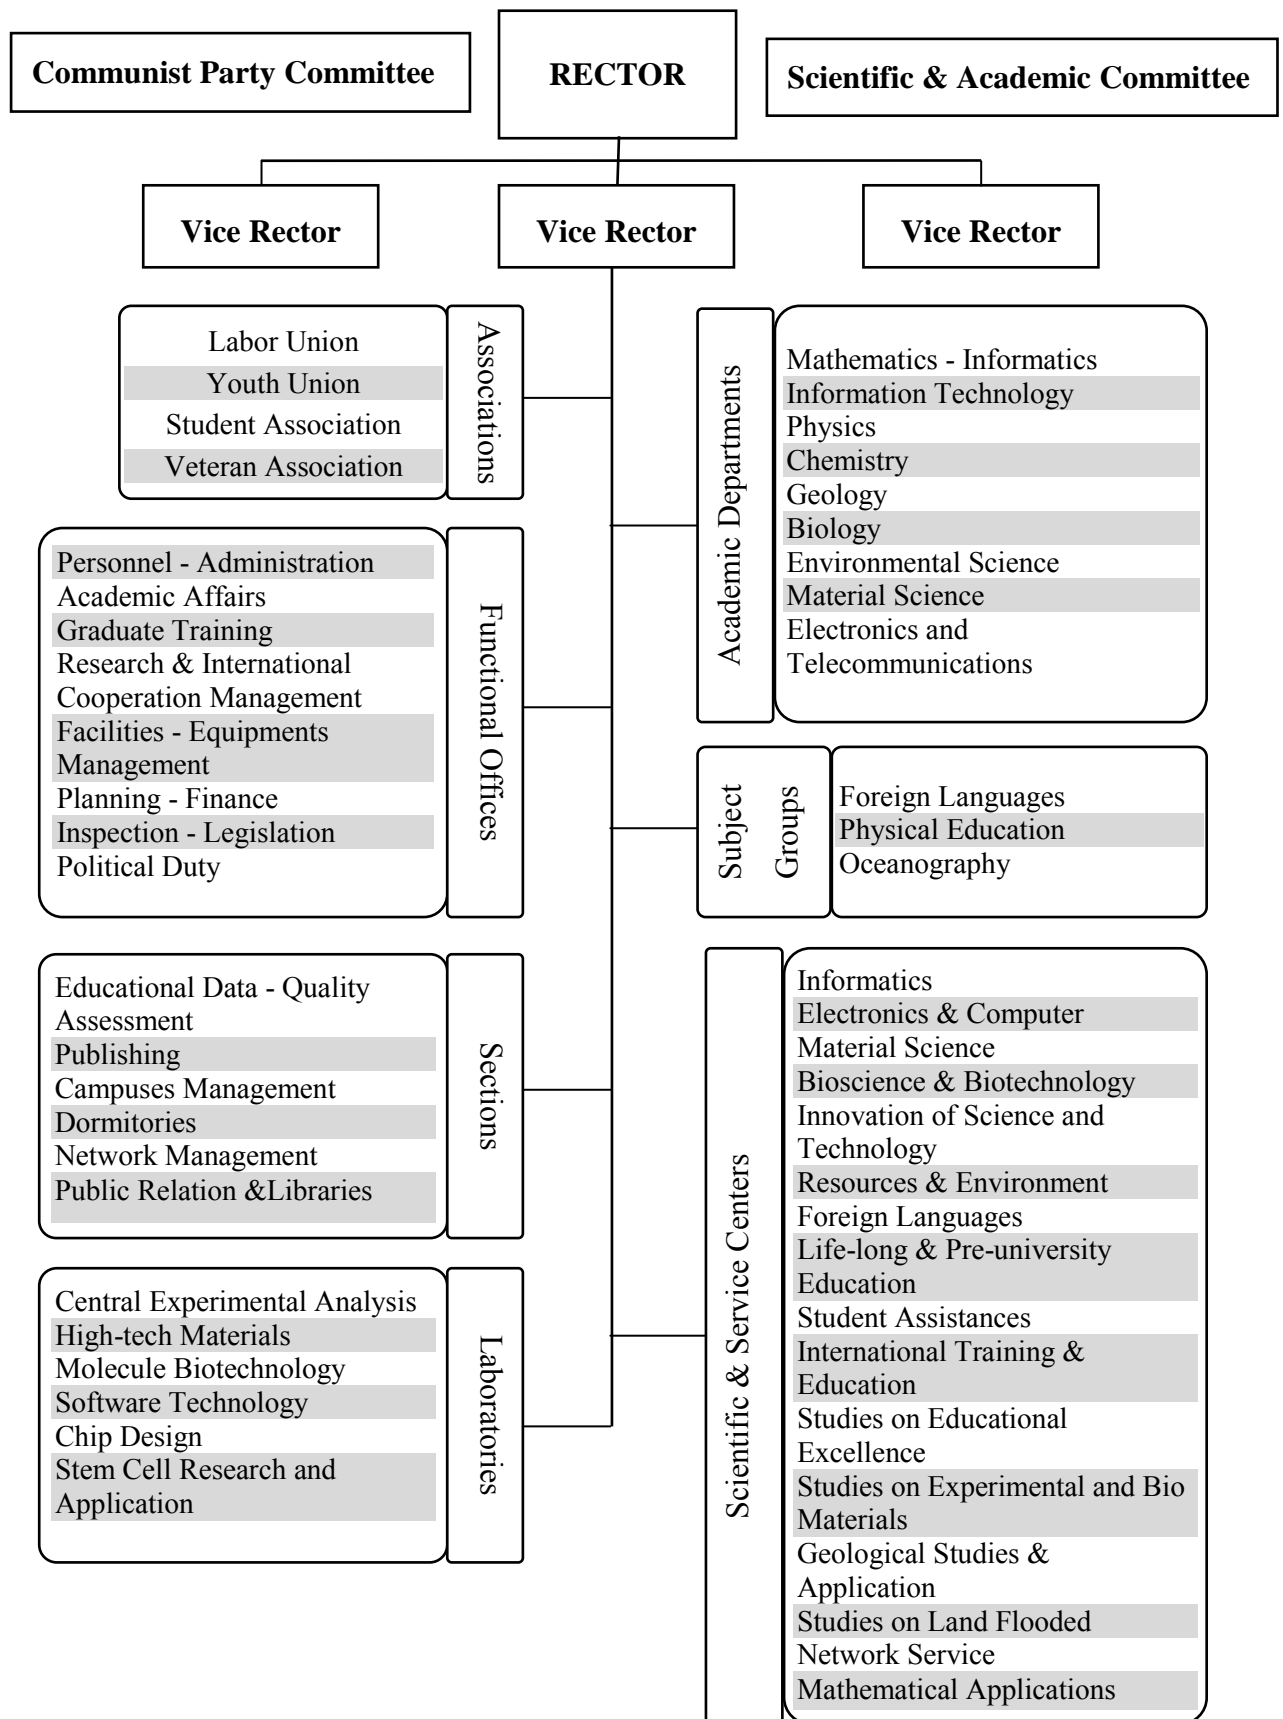 Communist Party Committee
RECTOR
Scientific & Academic Committee
Vice Rector
Vice Rector
Vice Rector
Associations
Labor Union
Youth Union
Student Association
Veteran Association
Functional Offices
Personnel - Administration
Academic Affairs
Graduate Training
Research & International
Cooperation Management
Facilities - Equipments
Management
Planning - Finance
Inspection - Legislation
Political Duty
Sections
Educational Data - Quality
Assessment
Publishing
Campuses Management
Dormitories
Network Management
Public Relation &Libraries
Laboratories
Central Experimental Analysis
High-tech Materials
Molecule Biotechnology
Software Technology
Chip Design
Stem Cell Research and
Application
Academic Departments
Mathematics - Informatics
Information Technology
Physics
Chemistry
Geology
Biology
Environmental Science
Material Science
Electronics and
Telecommunications
Subject
Groups
Foreign Languages
Physical Education
Oceanography
Scientific & Service Centers
Informatics
Electronics & Computer
Material Science
Bioscience & Biotechnology
Innovation of Science and
Technology
Resources & Environment
Foreign Languages
Life-long & Pre-university
Education
Student Assistances
International Training &
Education
Studies on Educational
Excellence
Studies on Experimental and Bio
Materials
Geological Studies &
Application
Studies on Land Flooded
Network Service
Mathematical Applications